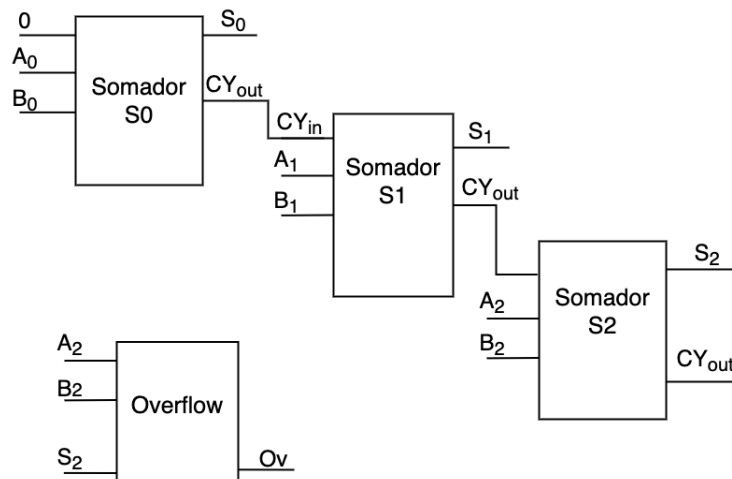 0
S0
A0
Somador
S0
CYout
B0
CYin
S1
A1
Somador
S1
CYout
B1
S2
A2
Somador
S2
B2
CYout
A2
B2
Overflow
S2
Ov